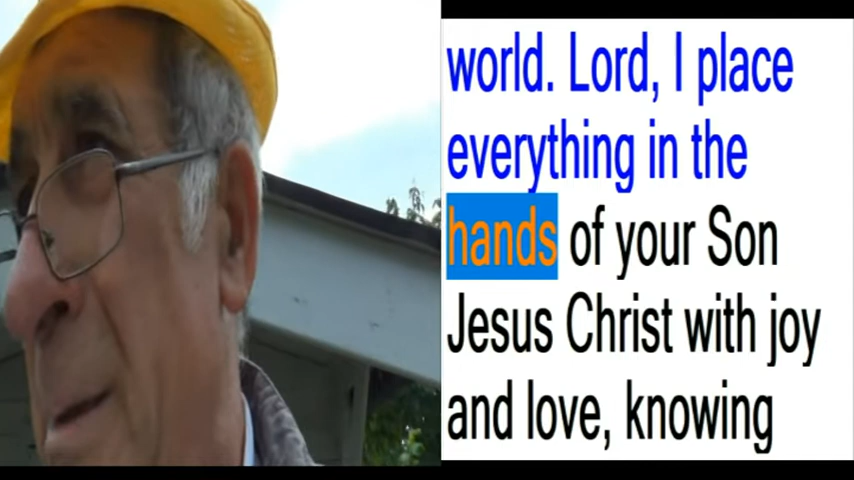 world. Lord, I place
everything in the
hands of your Son
Jesus Christ with joy
and love, knowing